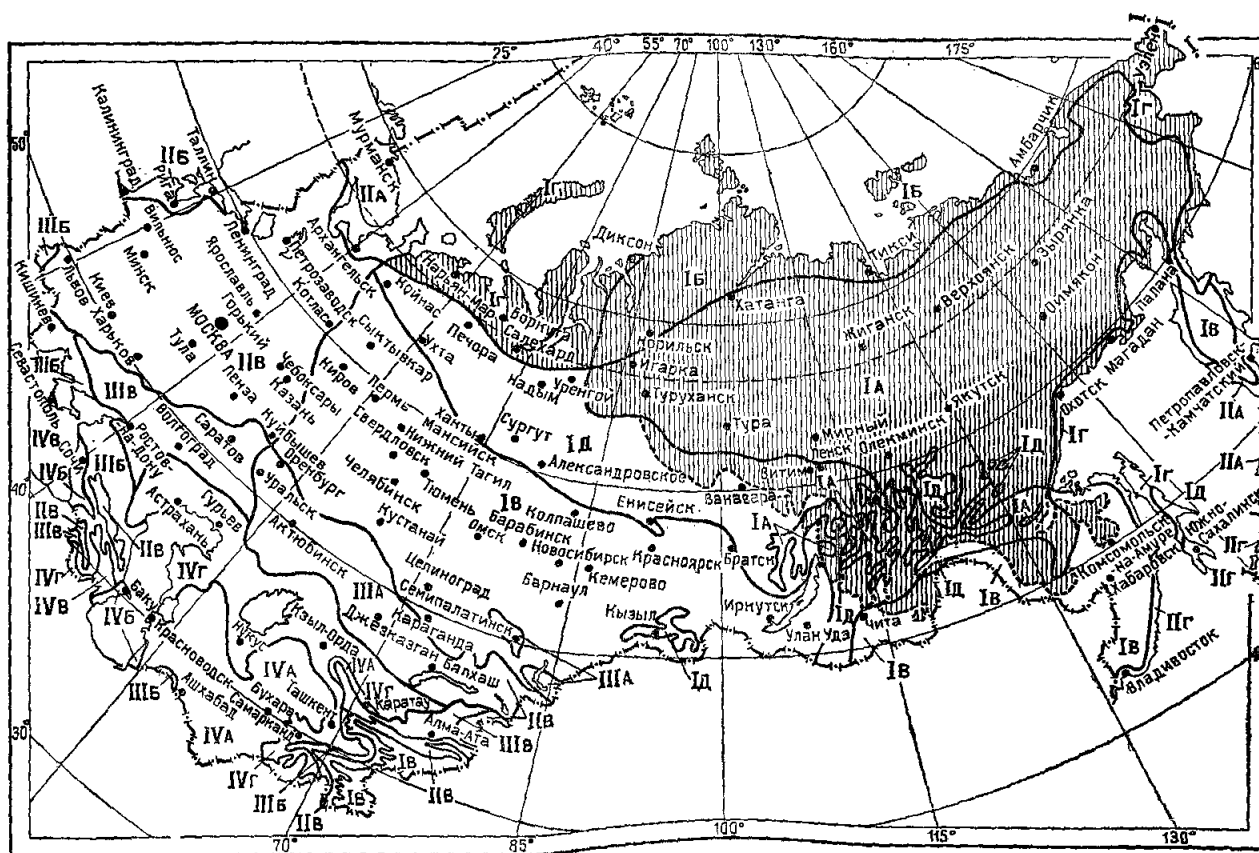 25° 40° 55° 70° 100° 130° 160° 175°
Уэлен
Iг
50°
Калининград
IIБ
Таллин
Рига
Мурманск
IIА
Iг
IБ
Амбарчик
IIIБ
Вильнюс
Ленинград
Архангельск
Диксон
Тикси
Зырянка
Львов
Минск
Ярославль
Петрозаводск
Нарьян-Мар
IБ
Хатанга
Верхоянск
Оймякон
Кишинев
Киев
Горький
Котлас
Койнас
Воркута
Норильск
Жиганск
Палана
Iв
Харьков
МОСКВА
Сыктывкар
Печора
Салехард
Игарка
IА
Магадан
Петропавловск-
-Камчатский
IIА
Севастополь
IIIБ
Тула
IIв
Чебоксары
Ухта
Надым
Уренгой
Туруханск
Якутск
Охотск
IIIв
Пенза
Казань
Киров
Пермь
Ханты-
Мансийск
Сургут
Iд
Тура
Мирный
Ленск
Олекминск
Iд
Iг
IIА
IVв
Сочи
Ростов-
на-Дону
Волгоград
Саратов
Куйбышев
Свердловск
Нижний Тагил
Александровское
Витим
IVБ
IIIБ
Оренбург
Челябинск
Тюмень
Iв
Колпашево
Енисейск
Ванавара
IА
Iд
IА
Iг
Iд
40°
IIв
IIIв
Астрахань
Гурьев
Уральск
Кустанай
Омск
Барабинск
Новосибирск
Красноярск
Братск
IА
Комсомольск-
на-Амуре
Южно-
Сахалинск
IIг
IIг
IVг
IVв
IIв
IVг
Актюбинск
Целиноград
Барнаул
Кемерово
Хабаровск
IVБ
Баку
IIIА
Семипалатинск
Кызыл
Иркутск
Iд
Iд
Iв
IIг
Красноводск
Нукус
Кзыл-Орда
Джезказган
Караганда
Улан Удэ
Чита
Iв
IIIБ
Ашхабад
IVА
Бухара
IVА
Балхаш
IIIА
Iд
Iв
Владивосток
Самарканд
Ташкент
IVг
Каратау
IIв
30°
IVА
Алма-Ата
IIIв
IVг
Iв
IIв
IIIБ
Iв
IIв
70° 85° 100° 115° 130°